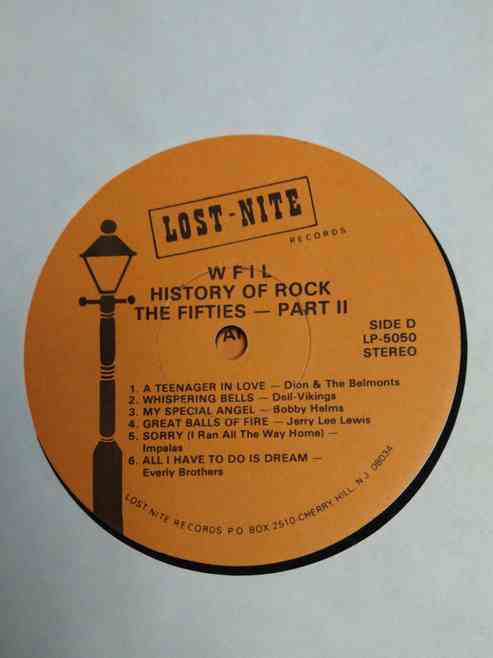 LOST-NITE
RECORDS
WFIL
HISTORY OF ROCK
THE FIFTIES — PART II
SIDE D
LP-5050
STEREO
1. A TEENAGER IN LOVE — Dion & The Belmonts
2. WHISPERING BELLS — Dell-Vikings
3. MY SPECIAL ANGEL — Bobby Helms
4. GREAT BALLS OF FIRE — Jerry Lee Lewis
5. SORRY (I Ran All The Way Home) —
Impalas
6. ALL I HAVE TO DO IS DREAM —
Everly Brothers
LOST-NITE RECORDS P.O. BOX 2510-CHERRY HILL, N.J. 08034